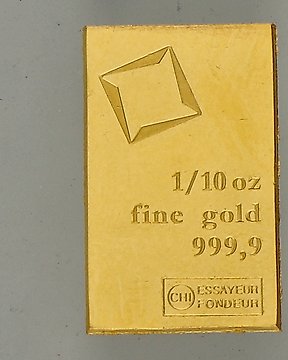 1/10 oz
fine gold
999,9
CHI ESSAYEUR
FONDEUR